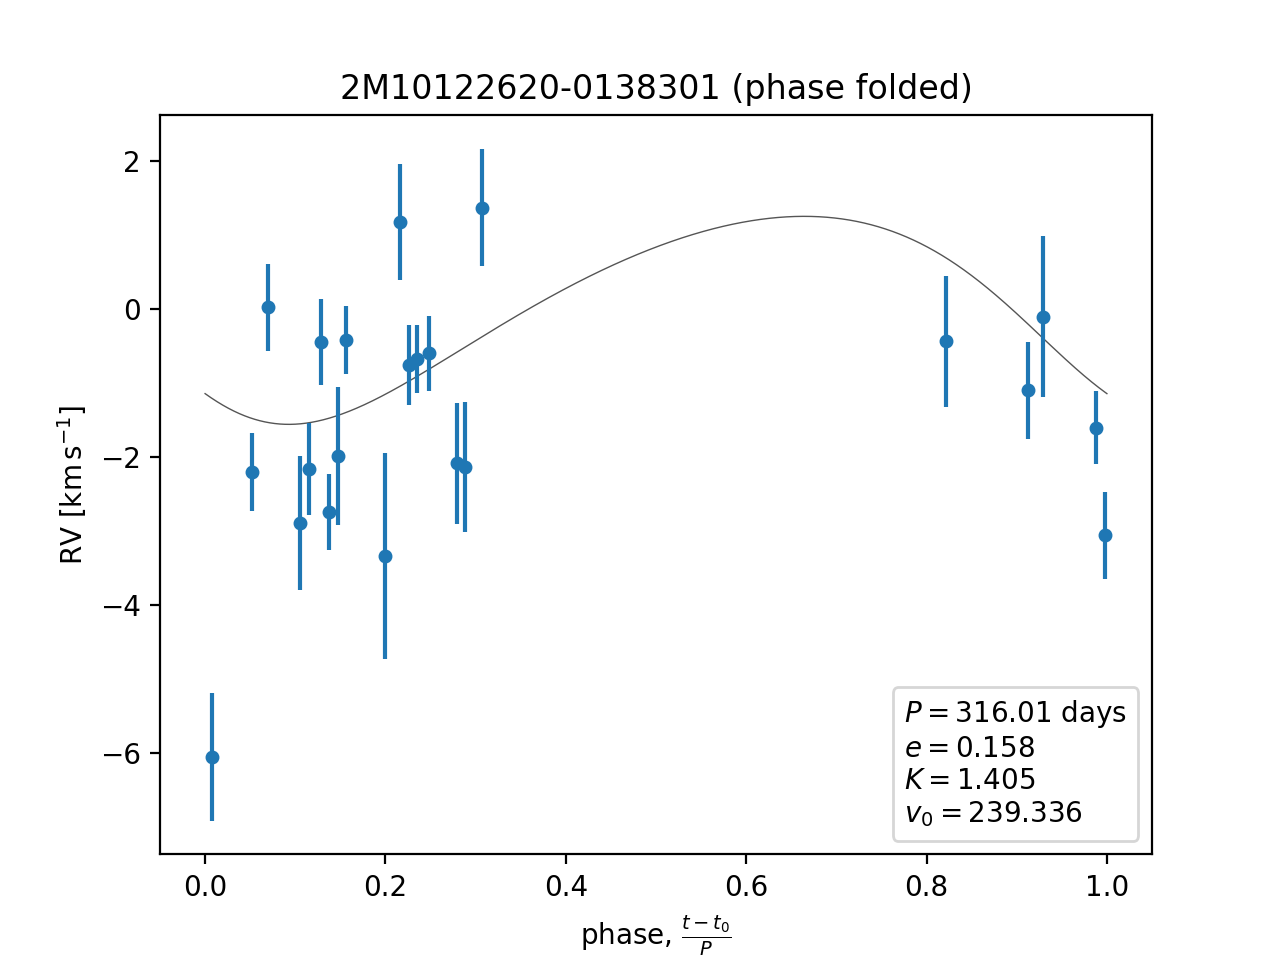 2M10122620-0138301 (phase folded)
2
0
−2
−4
−6
RV [km s⁻¹]
P = 316.01 days
e = 0.158
K = 1.405
v₀ = 239.336
0.0 0.2 0.4 0.6 0.8 1.0
phase, (t − t₀)/P